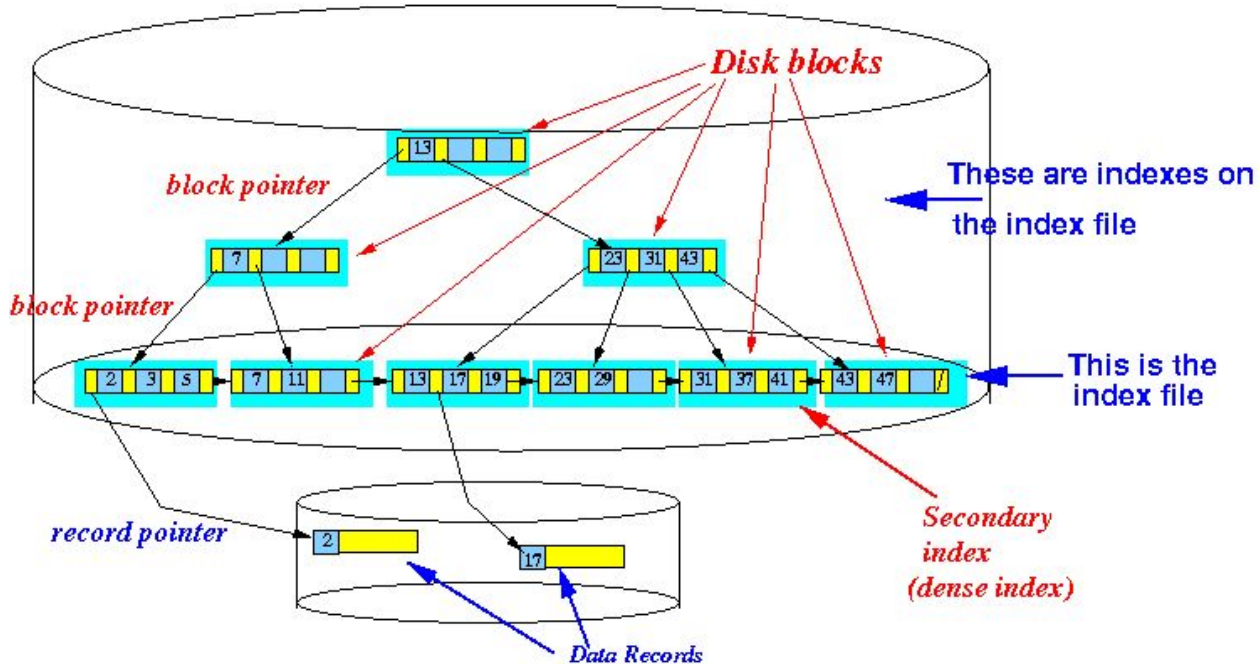 Disk blocks
13
block pointer
These are indexes on
the index file
7
23 31 43
block pointer
2 3 5
7 11
13 17 19
23 29
31 37 41
43 47 /
This is the
index file
record pointer
2
17
Secondary
index
(dense index)
Data Records